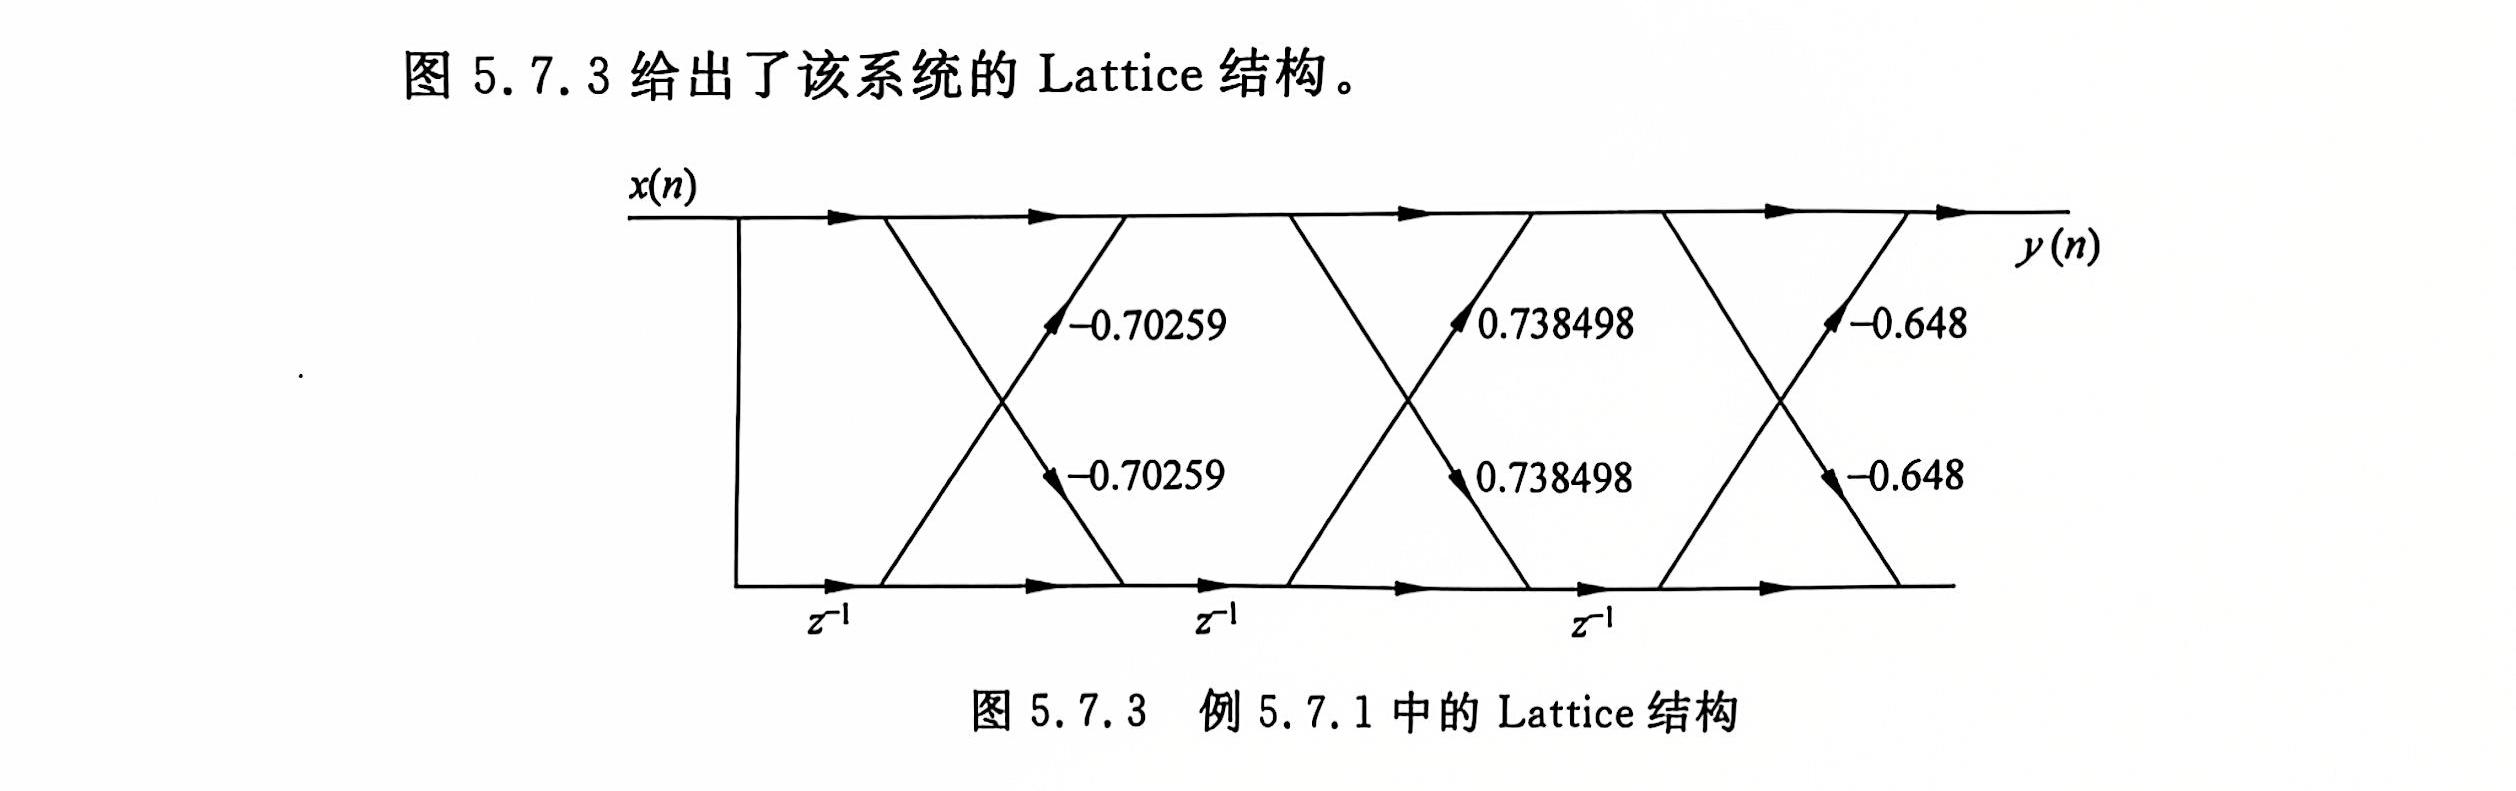 图 5.7.3 给出了该系统的 Lattice 结构。
x(n)
y(n)
-0.70259
0.738498
-0.648
-0.70259
0.738498
-0.648
z⁻¹
z⁻¹
z⁻¹
图 5.7.3 例 5.7.1 中的 Lattice 结构